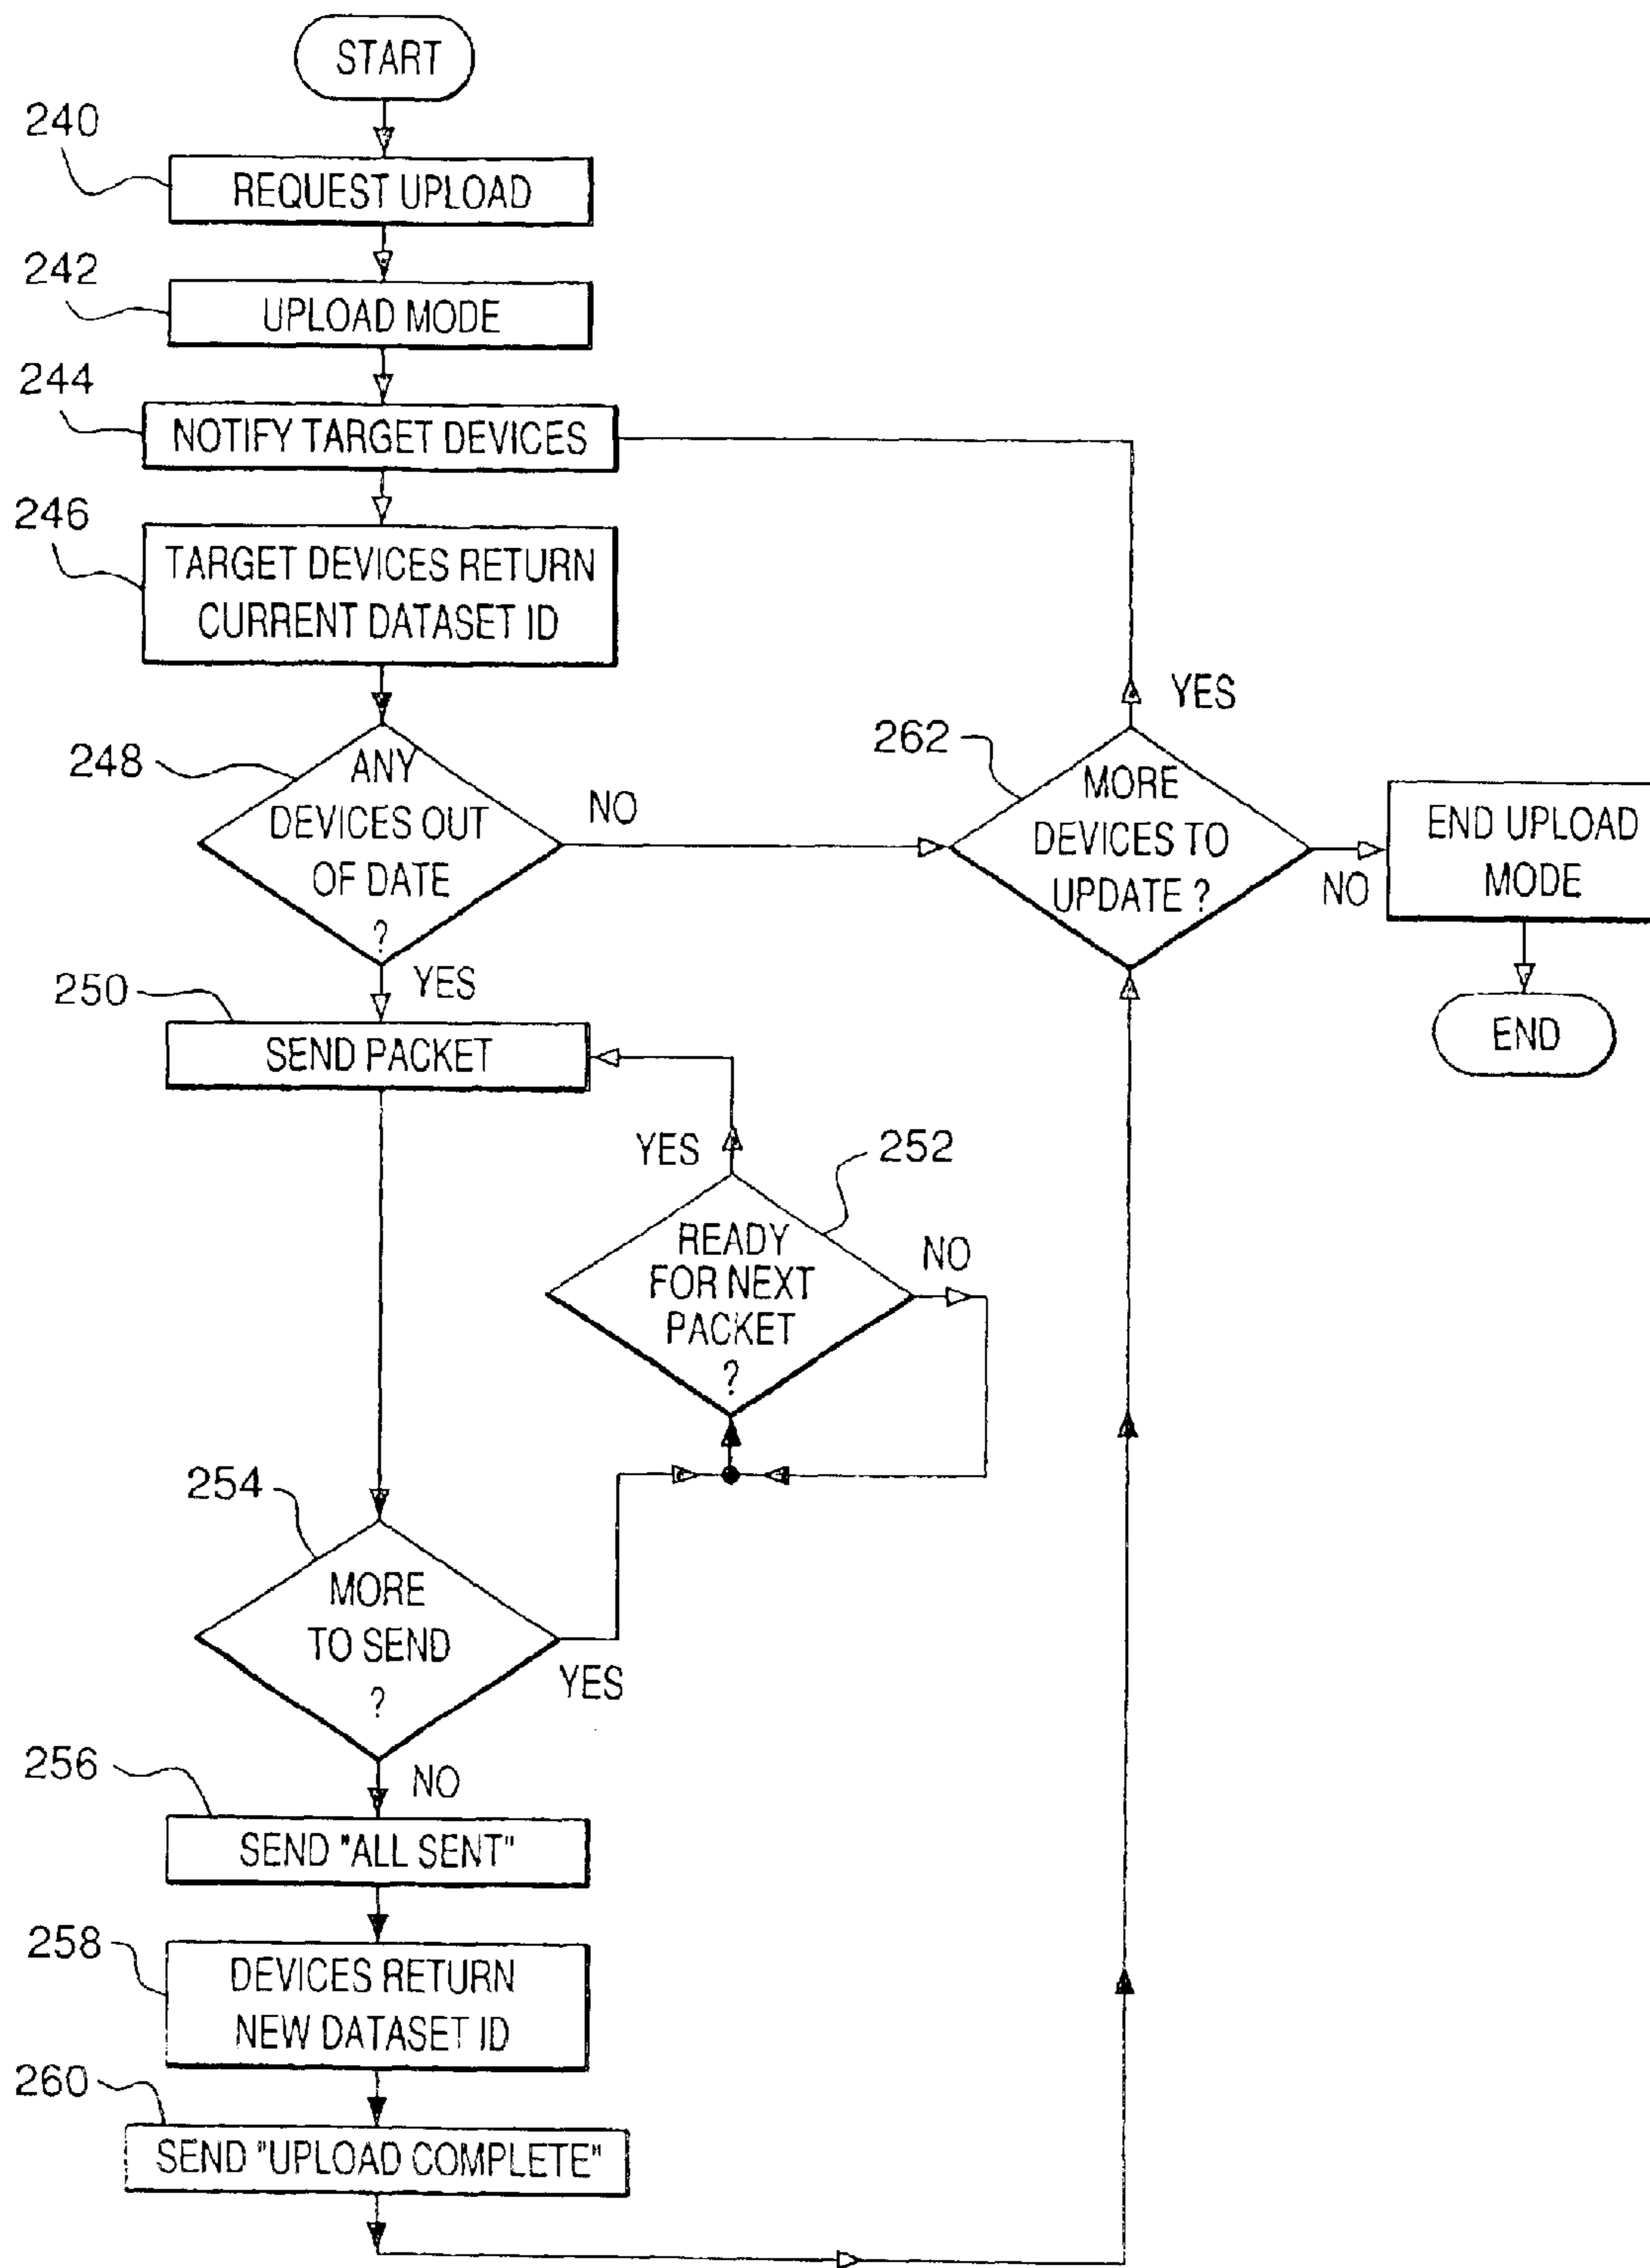 START
240
REQUEST UPLOAD
242
UPLOAD MODE
244
NOTIFY TARGET DEVICES
246
TARGET DEVICES RETURN
CURRENT DATASET ID
248
ANY
DEVICES OUT
OF DATE
?
NO
YES
262
MORE
DEVICES TO
UPDATE ?
YES
NO
END UPLOAD
MODE
END
250
SEND PACKET
YES
252
READY
FOR NEXT
PACKET
?
NO
254
MORE
TO SEND
?
YES
NO
256
SEND "ALL SENT"
258
DEVICES RETURN
NEW DATASET ID
260
SEND "UPLOAD COMPLETE"